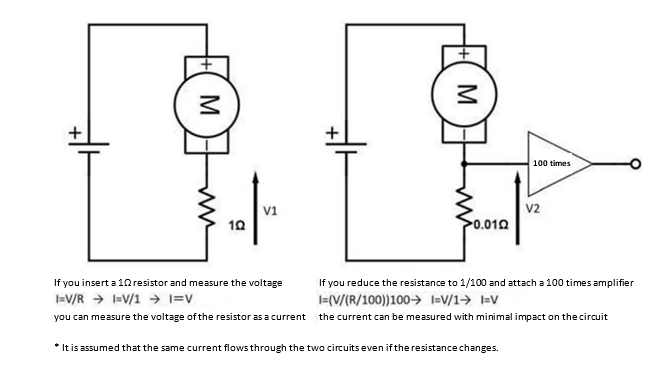 +
M
1Ω
V1
+
M
100 times
0.01Ω
V2
If you insert a 1Ω resistor and measure the voltage
I=V/R → I=V/1 → I=V
you can measure the voltage of the resistor as a current
If you reduce the resistance to 1/100 and attach a 100 times amplifier
I=(V/(R/100))100→ I=V/1→ I=V
the current can be measured with minimal impact on the circuit
* It is assumed that the same current flows through the two circuits even if the resistance changes.